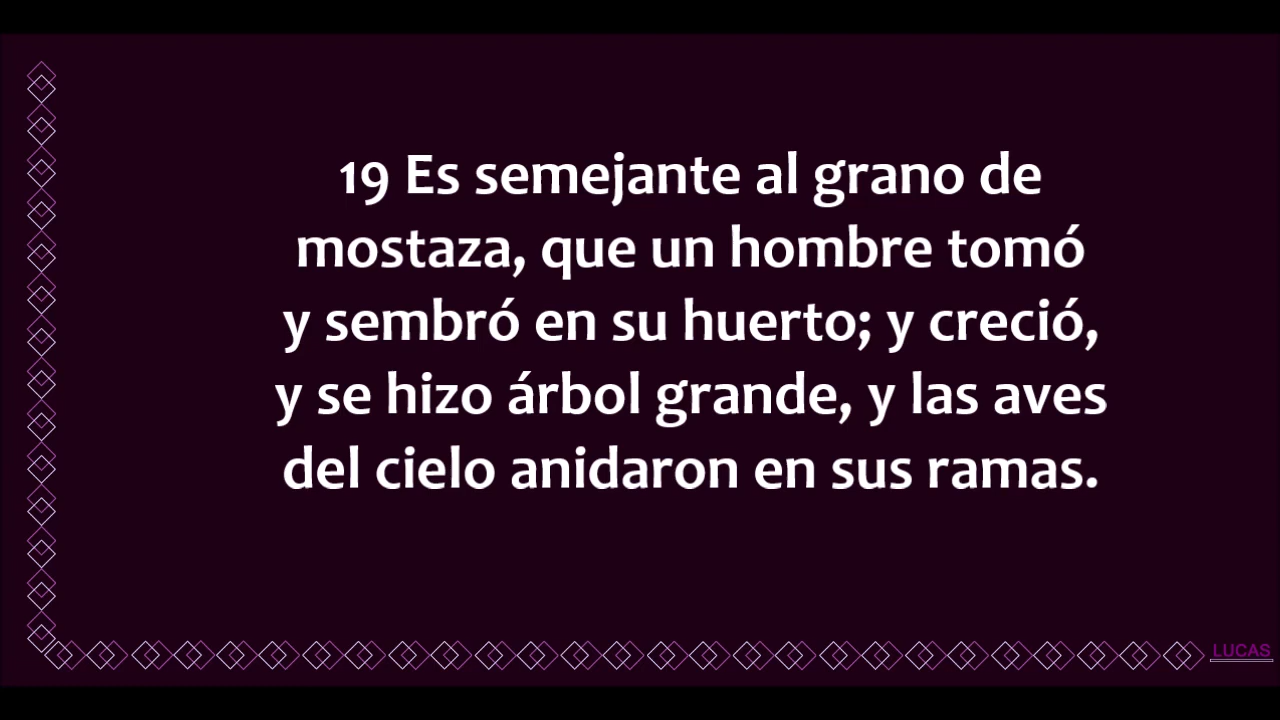 19 Es semejante al grano de
mostaza, que un hombre tomó
y sembró en su huerto; y creció,
y se hizo árbol grande, y las aves
del cielo anidaron en sus ramas.
LUCAS